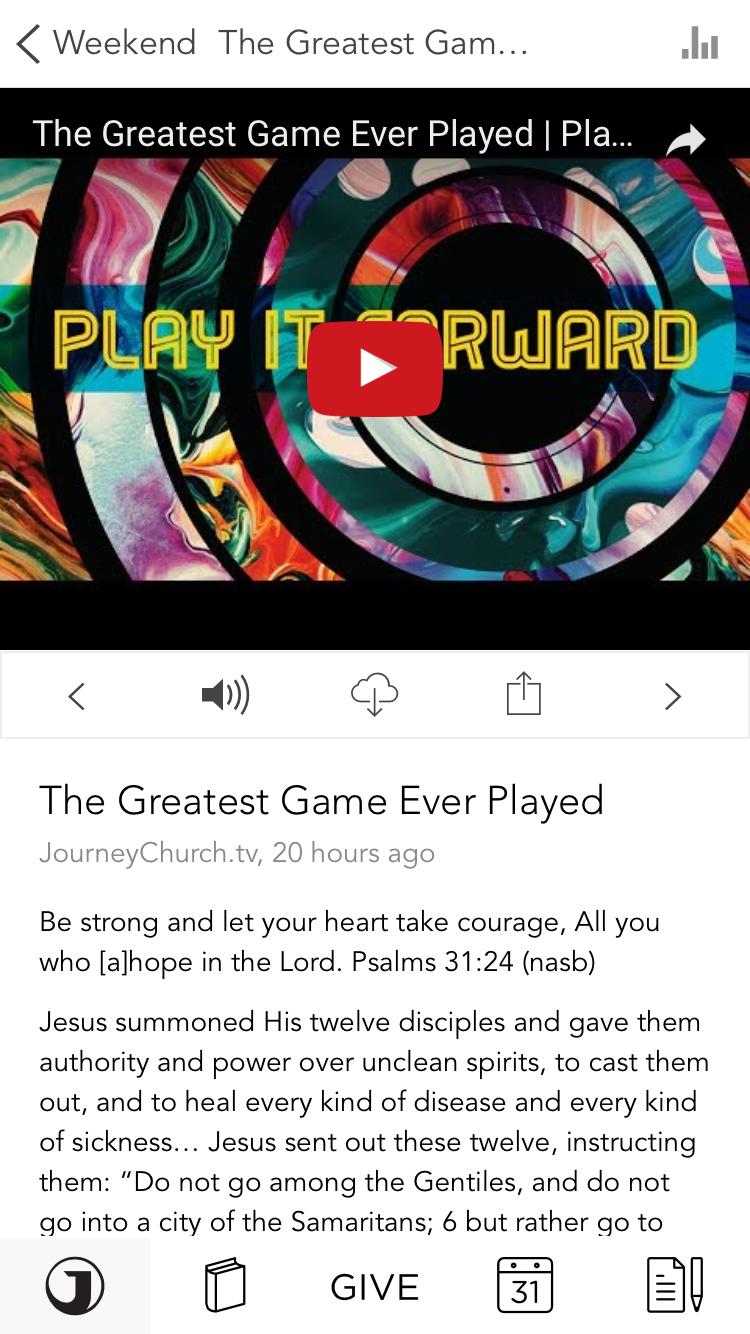 Weekend The Greatest Gam...
The Greatest Game Ever Played | Pla...
PLAY IT FORWARD
The Greatest Game Ever Played
JourneyChurch.tv, 20 hours ago
Be strong and let your heart take courage, All you
who [a]hope in the Lord. Psalms 31:24 (nasb)
Jesus summoned His twelve disciples and gave them
authority and power over unclean spirits, to cast them
out, and to heal every kind of disease and every kind
of sickness… Jesus sent out these twelve, instructing
them: “Do not go among the Gentiles, and do not
go into a city of the Samaritans; 6 but rather go to
J GIVE 31